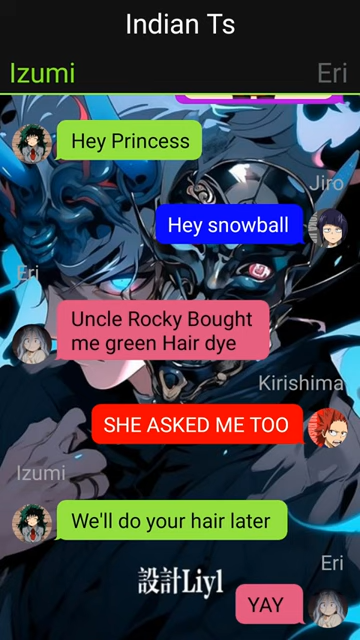 Indian Ts
Izumi
Eri
Hey Princess
Jiro
Hey snowball
Eri
Uncle Rocky Bought
me green Hair dye
Kirishima
SHE ASKED ME TOO
Izumi
We'll do your hair later
Eri
設計Liyl
YAY